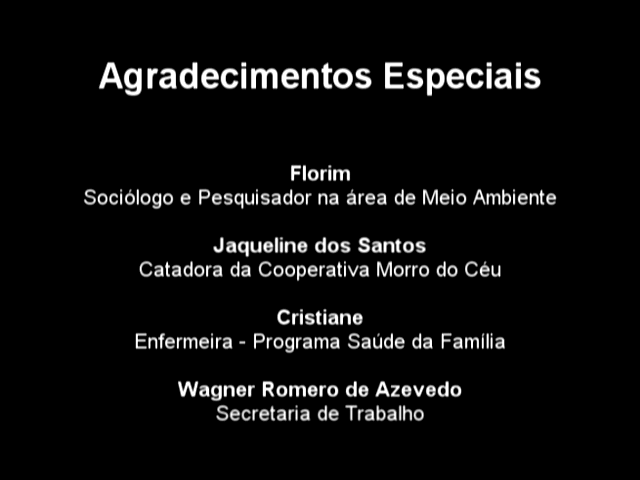 Agradecimentos Especiais
Florim
Sociólogo e Pesquisador na área de Meio Ambiente
Jaqueline dos Santos
Catadora da Cooperativa Morro do Céu
Cristiane
Enfermeira - Programa Saúde da Família
Wagner Romero de Azevedo
Secretaria de Trabalho